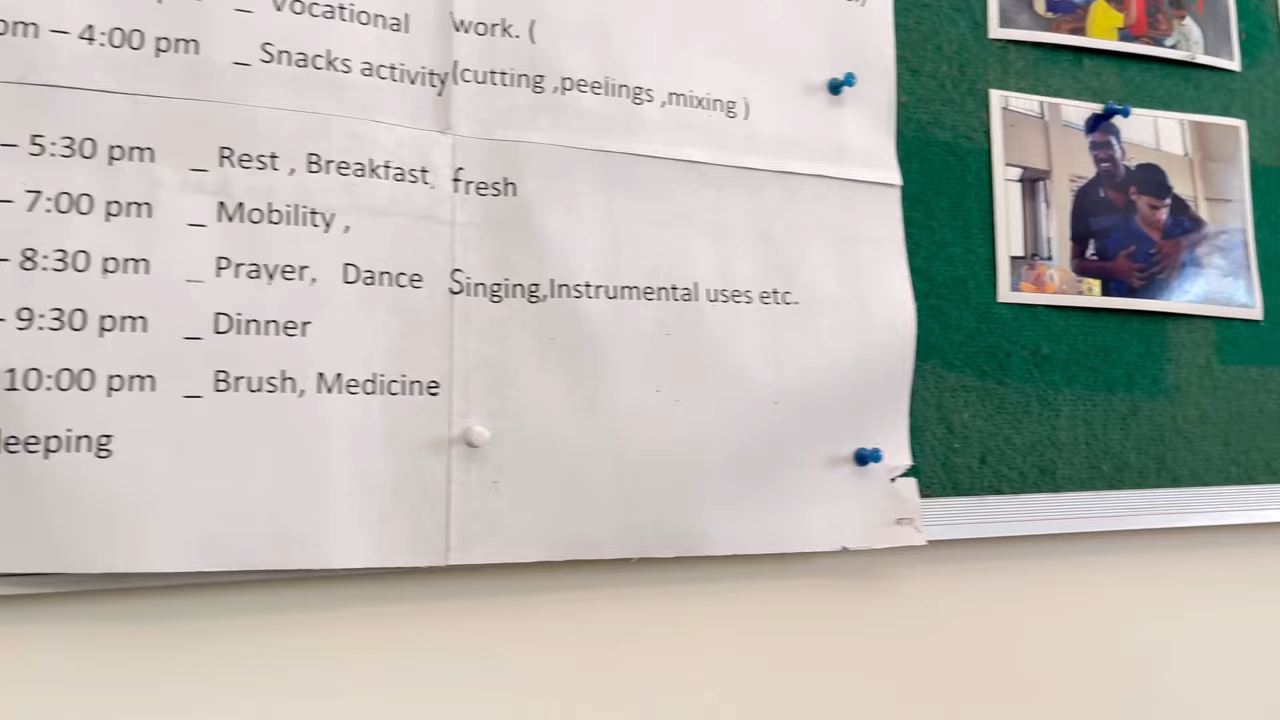 _ Vocational work. (
pm – 4:00 pm _ Snacks activity(cutting ,peelings ,mixing )
– 5:30 pm _ Rest , Breakfast, fresh
– 7:00 pm _ Mobility ,
- 8:30 pm _ Prayer, Dance Singing,Instrumental uses etc.
- 9:30 pm _ Dinner
10:00 pm _ Brush, Medicine
leeping